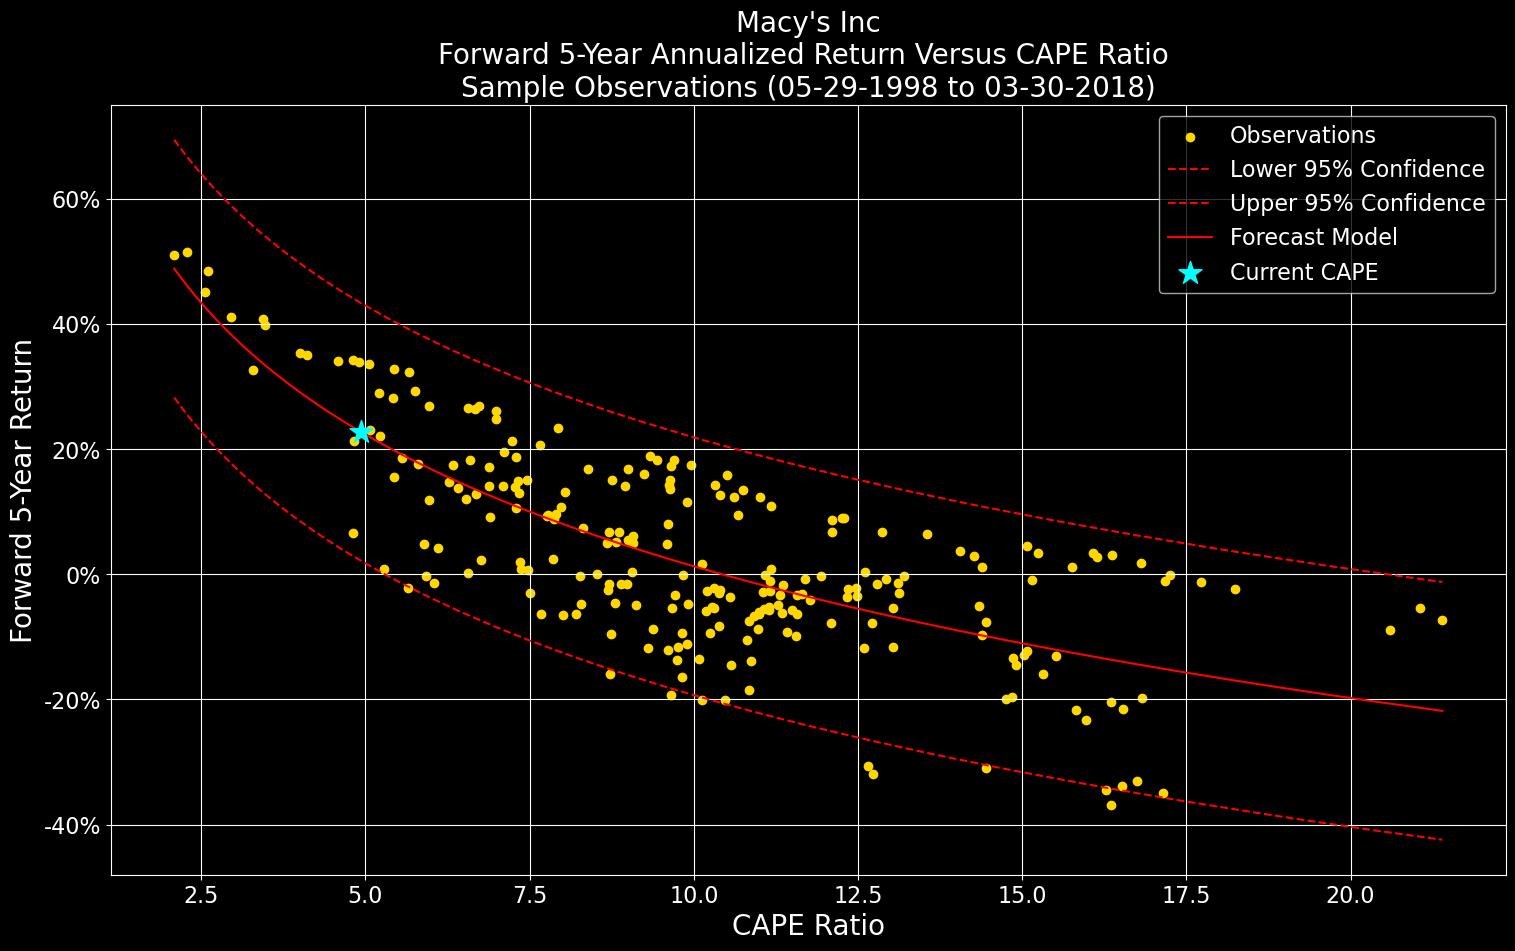 Macy's Inc
Forward 5-Year Annualized Return Versus CAPE Ratio
Sample Observations (05-29-1998 to 03-30-2018)
Observations
Lower 95% Confidence
Upper 95% Confidence
Forecast Model
Current CAPE
Forward 5-Year Return
60%
40%
20%
0%
-20%
-40%
2.5 5.0 7.5 10.0 12.5 15.0 17.5 20.0
CAPE Ratio